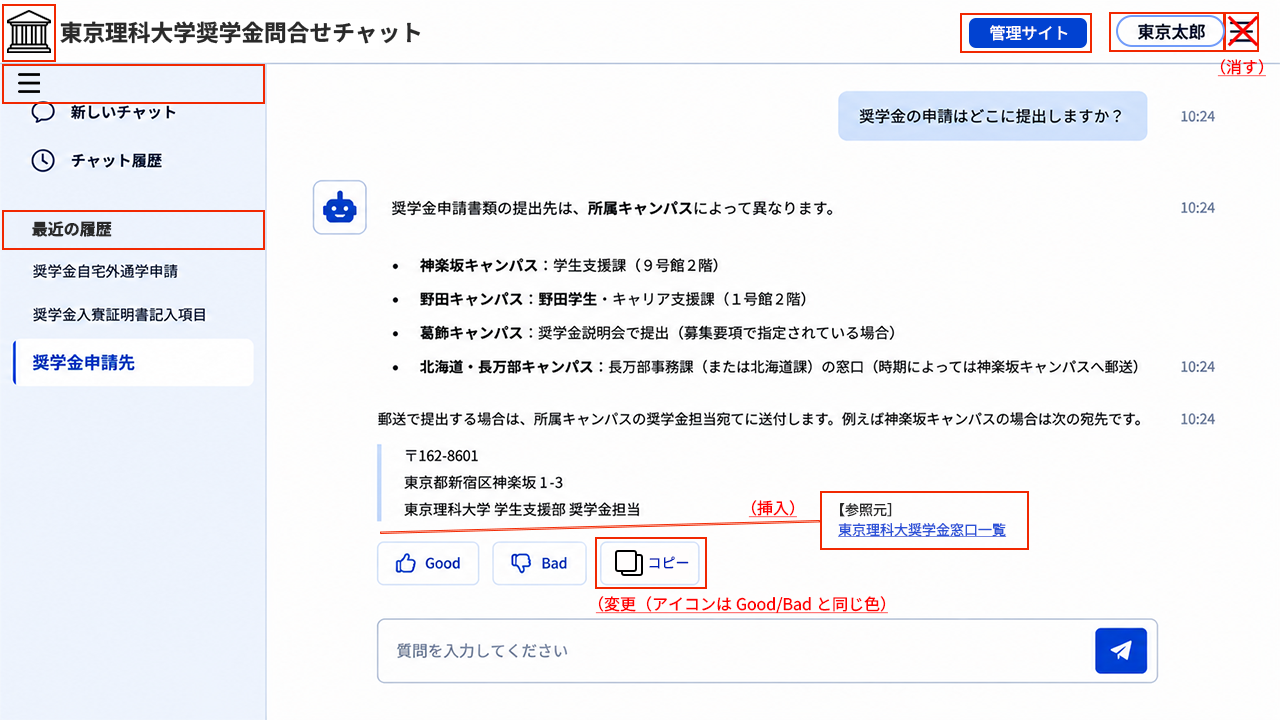 東京理科大学奨学金問合せチャット
管理サイト
東京太郎
（消す）
新しいチャット
チャット履歴
最近の履歴
奨学金自宅外通学申請
奨学金入寮証明書記入項目
奨学金申請先
奨学金の申請はどこに提出しますか？
10:24
奨学金申請書類の提出先は、所属キャンパスによって異なります。
10:24
• 神楽坂キャンパス：学生支援課（９号館２階）
• 野田キャンパス：野田学生・キャリア支援課（１号館２階）
• 葛飾キャンパス：奨学金説明会で提出（募集要項で指定されている場合）
• 北海道・長万部キャンパス：長万部事務課（または北海道課）の窓口（時期によっては神楽坂キャンパスへ郵送）
10:24
郵送で提出する場合は、所属キャンパスの奨学金担当宛てに送付します。例えば神楽坂キャンパスの場合は次の宛先です。
10:24
〒162-8601
東京都新宿区神楽坂 1-3
東京理科大学 学生支援部 奨学金担当
（挿入）
【参照元】
東京理科大奨学金窓口一覧
Good
Bad
コピー
（変更（アイコンは Good/Bad と同じ色）
質問を入力してください